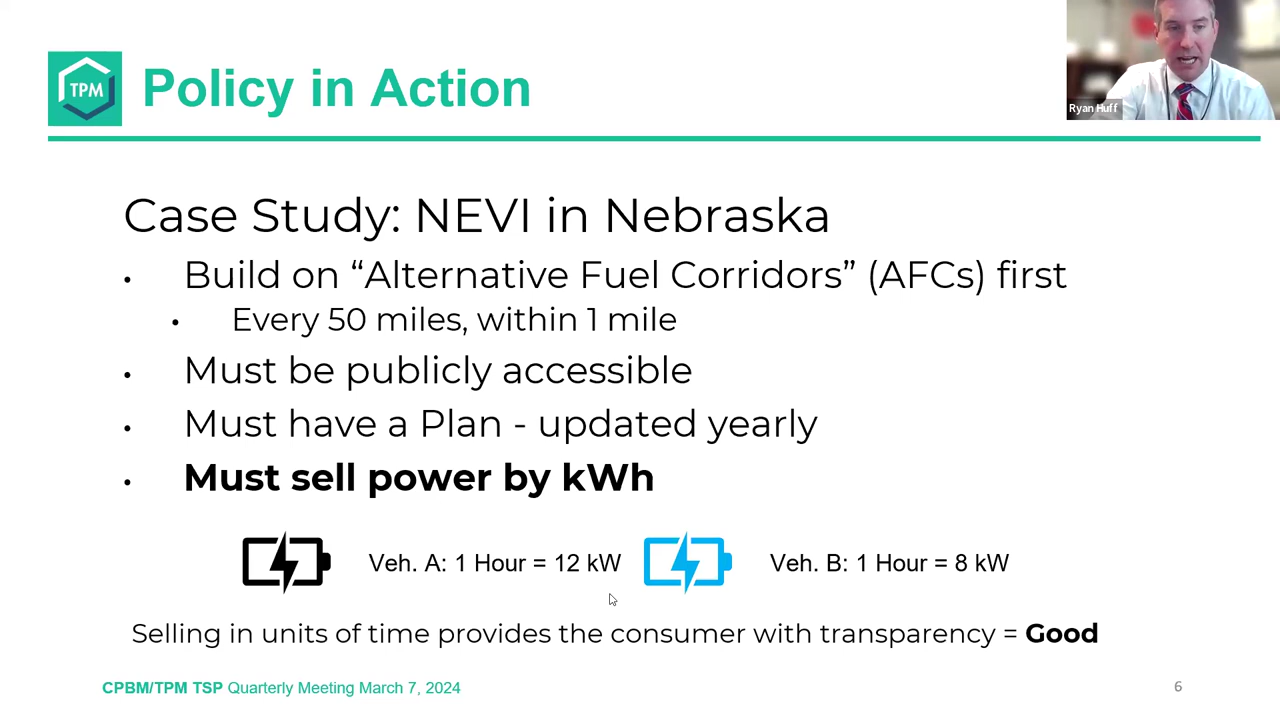 TPM
Policy in Action
Ryan Huff
Case Study: NEVI in Nebraska
• Build on “Alternative Fuel Corridors” (AFCs) first
• Every 50 miles, within 1 mile
• Must be publicly accessible
• Must have a Plan - updated yearly
• Must sell power by kWh
Veh. A: 1 Hour = 12 kW
Veh. B: 1 Hour = 8 kW
Selling in units of time provides the consumer with transparency = Good
CPBM/TPM TSP Quarterly Meeting March 7, 2024
6